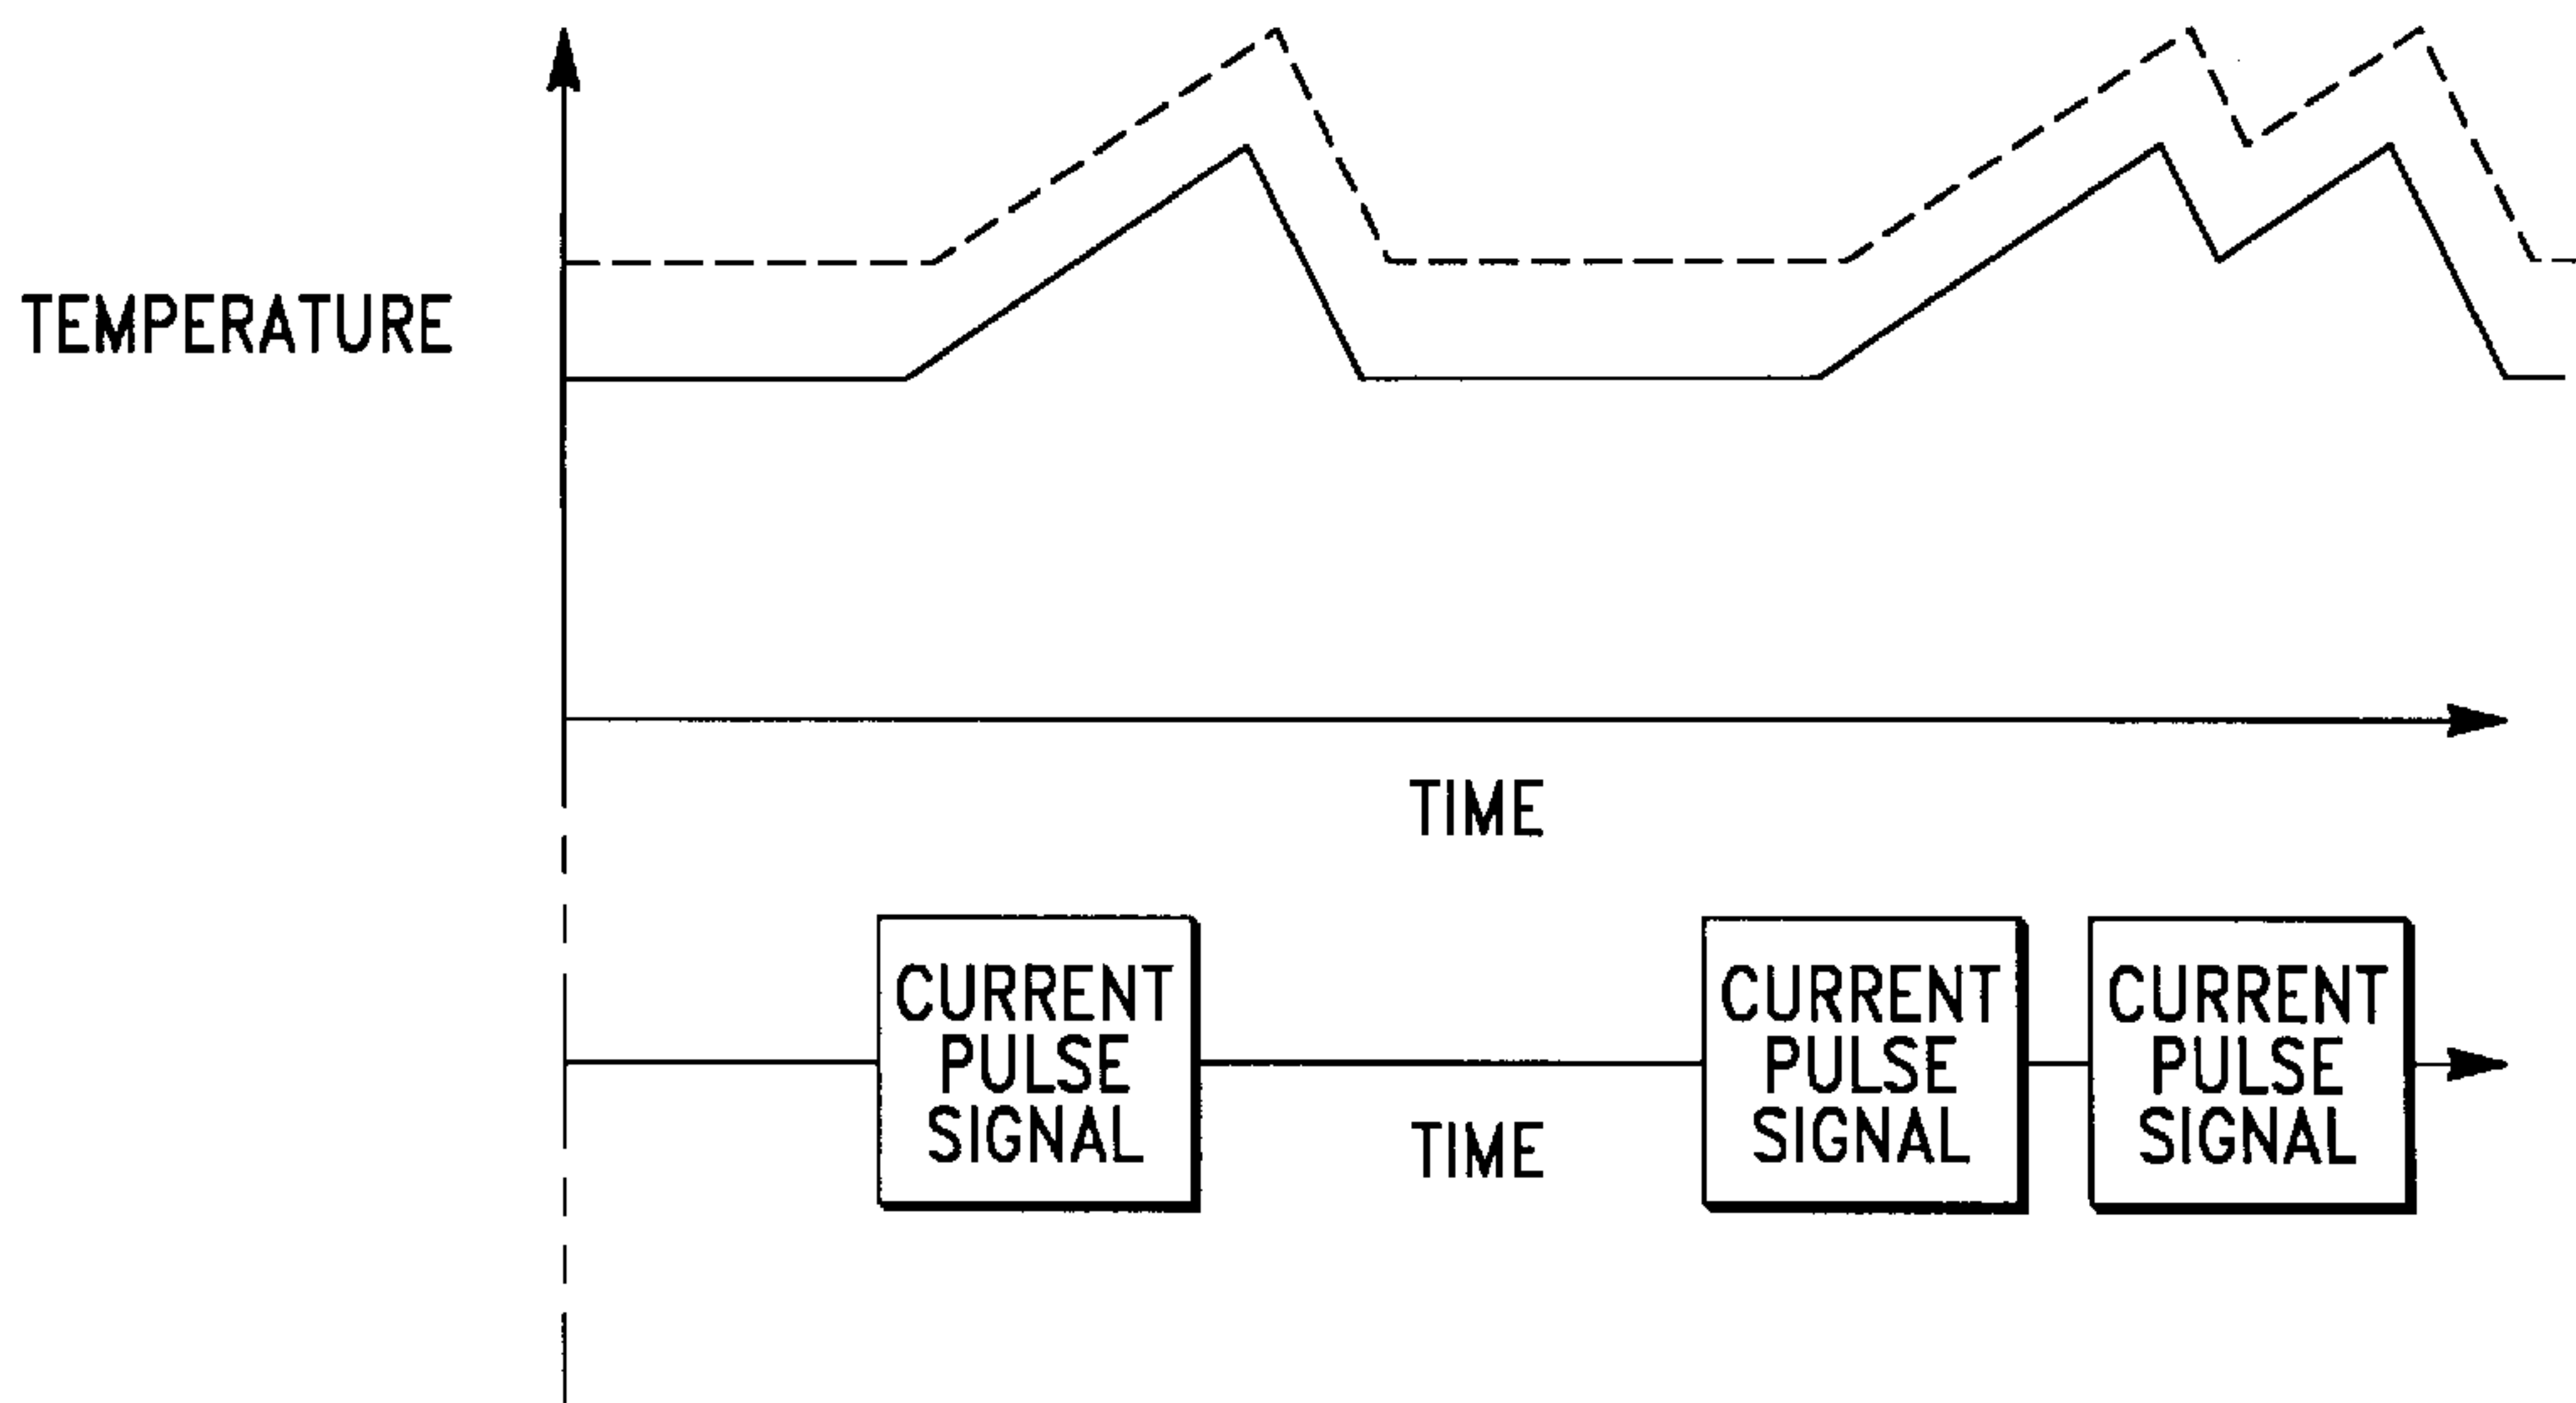 TEMPERATURE
TIME
CURRENT
PULSE
SIGNAL
TIME
CURRENT
PULSE
SIGNAL
CURRENT
PULSE
SIGNAL